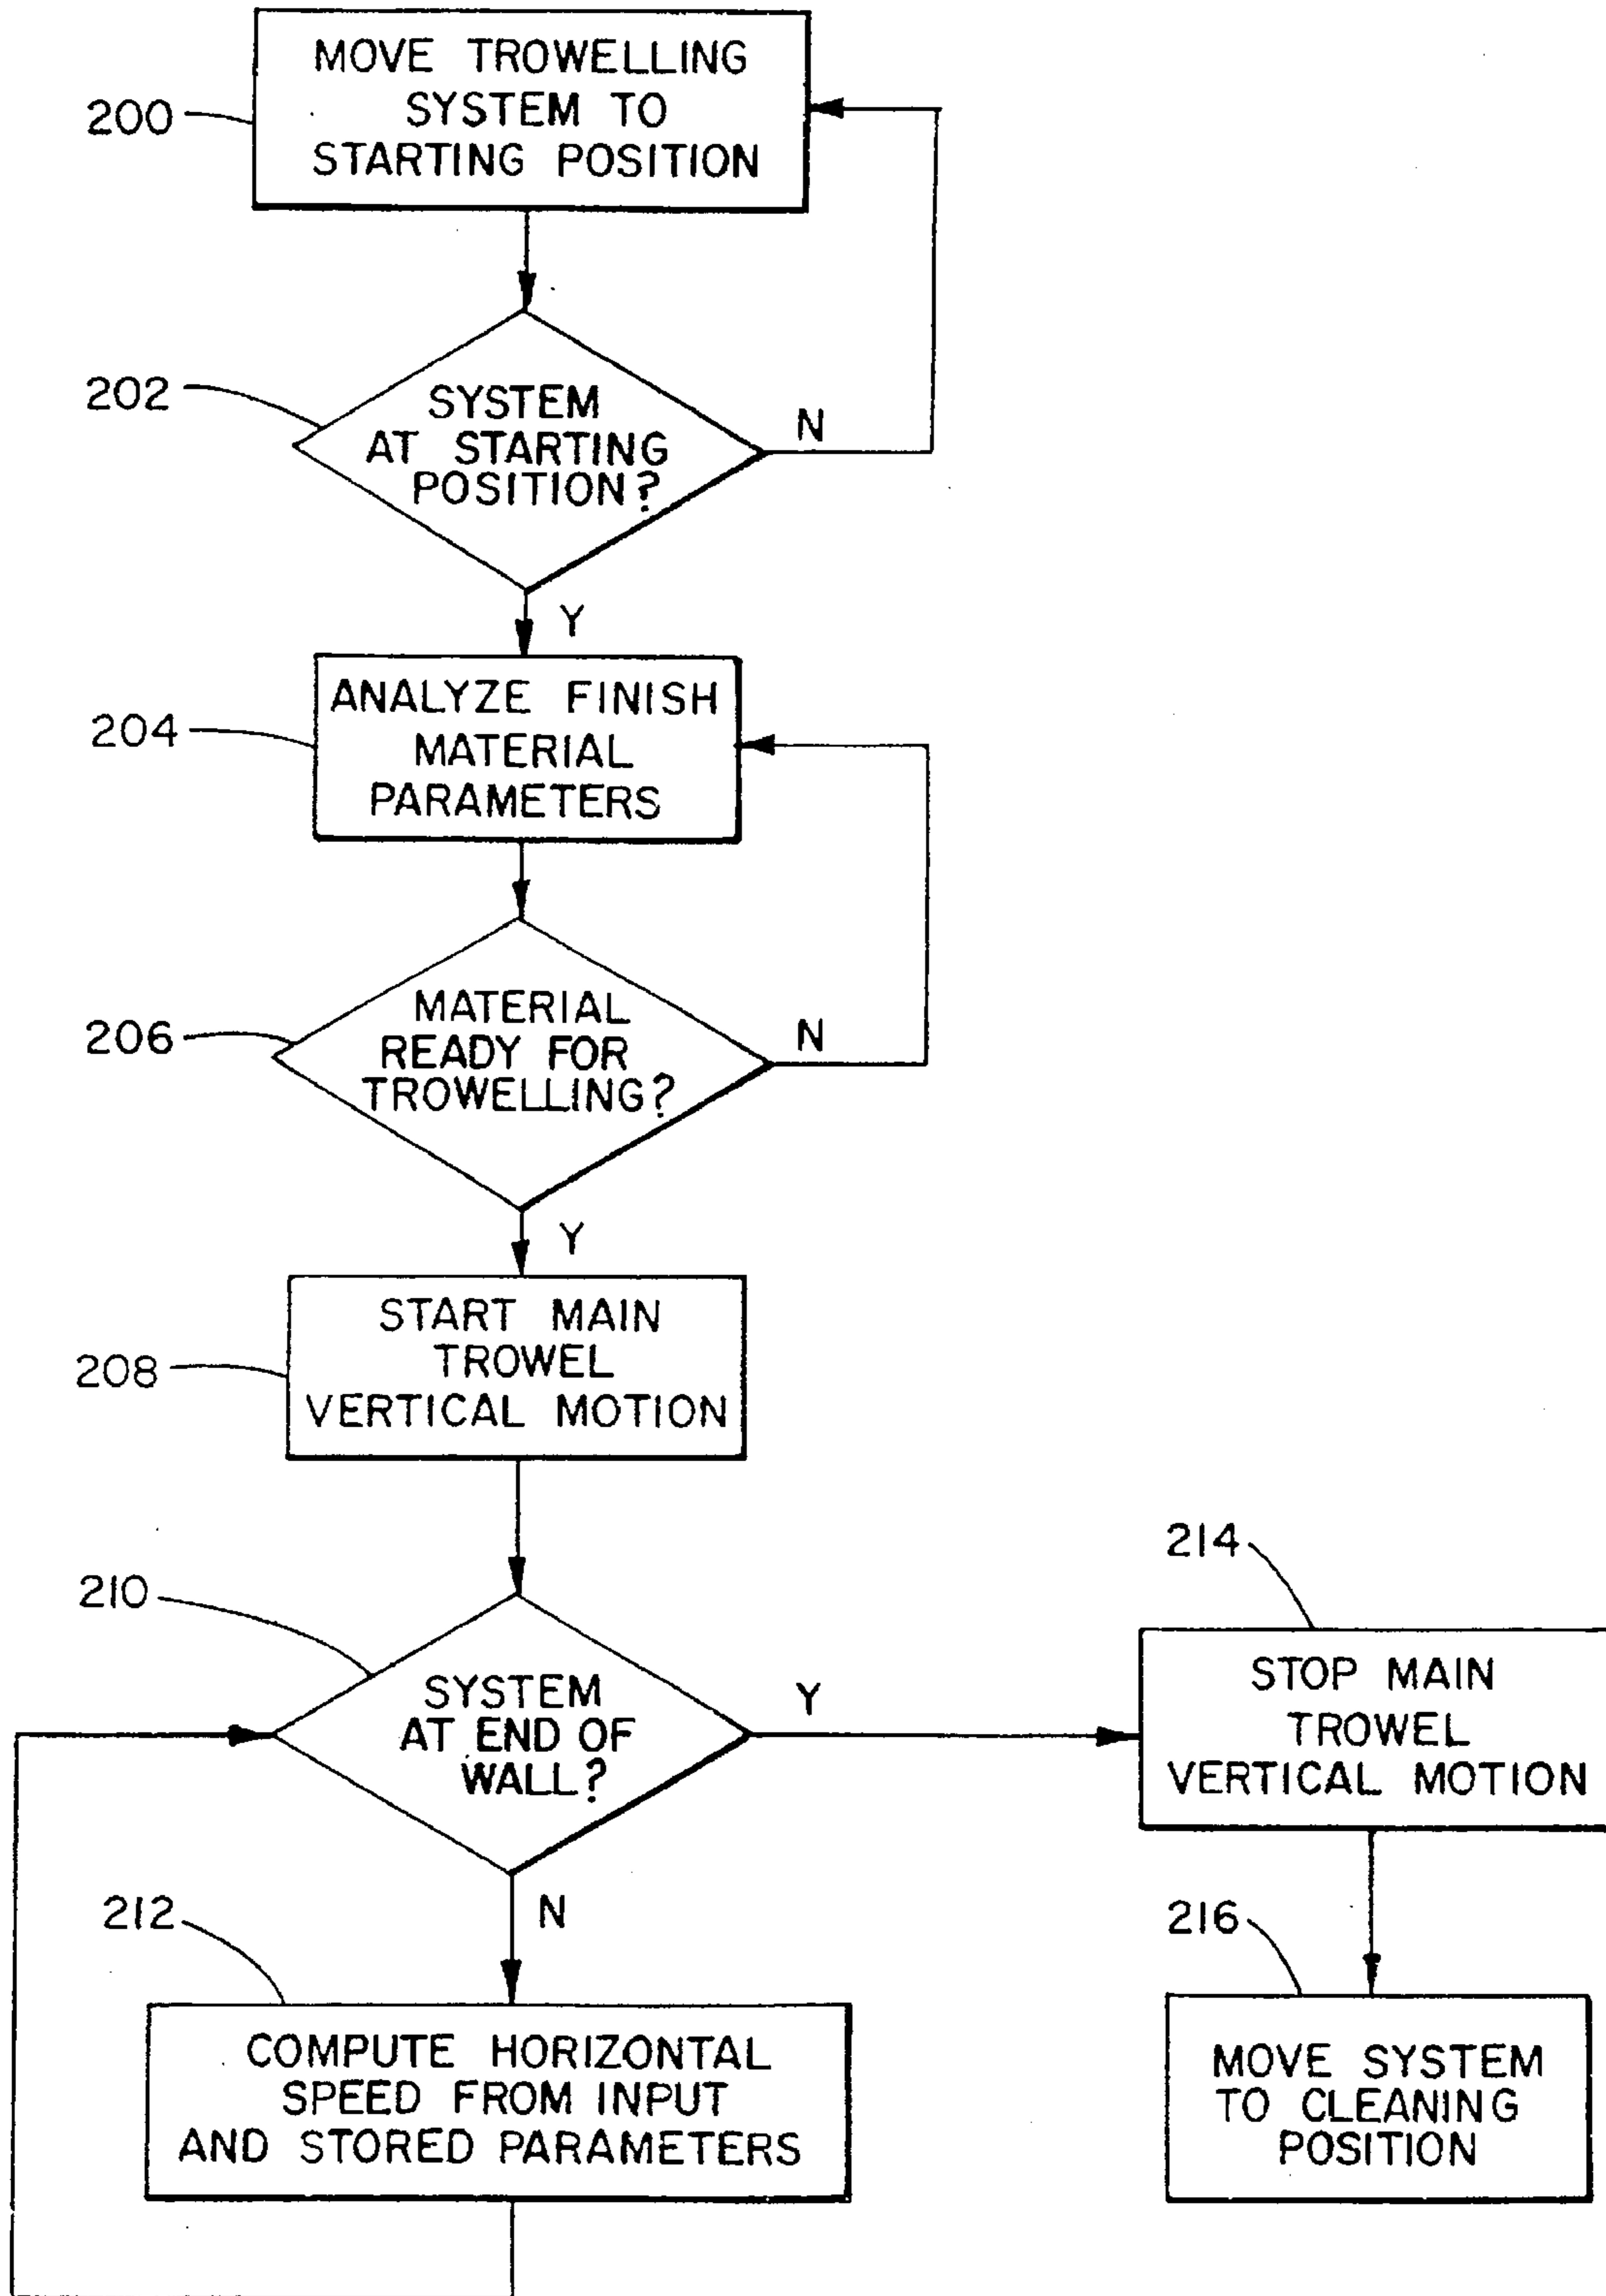 MOVE TROWELLING
SYSTEM TO
STARTING POSITION
200
202
SYSTEM
AT STARTING
POSITION?
N
Y
204
ANALYZE FINISH
MATERIAL
PARAMETERS
206
MATERIAL
READY FOR
TROWELLING?
N
Y
208
START MAIN
TROWEL
VERTICAL MOTION
210
SYSTEM
AT END OF
WALL?
Y
N
214
STOP MAIN
TROWEL
VERTICAL MOTION
212
COMPUTE HORIZONTAL
SPEED FROM INPUT
AND STORED PARAMETERS
216
MOVE SYSTEM
TO CLEANING
POSITION